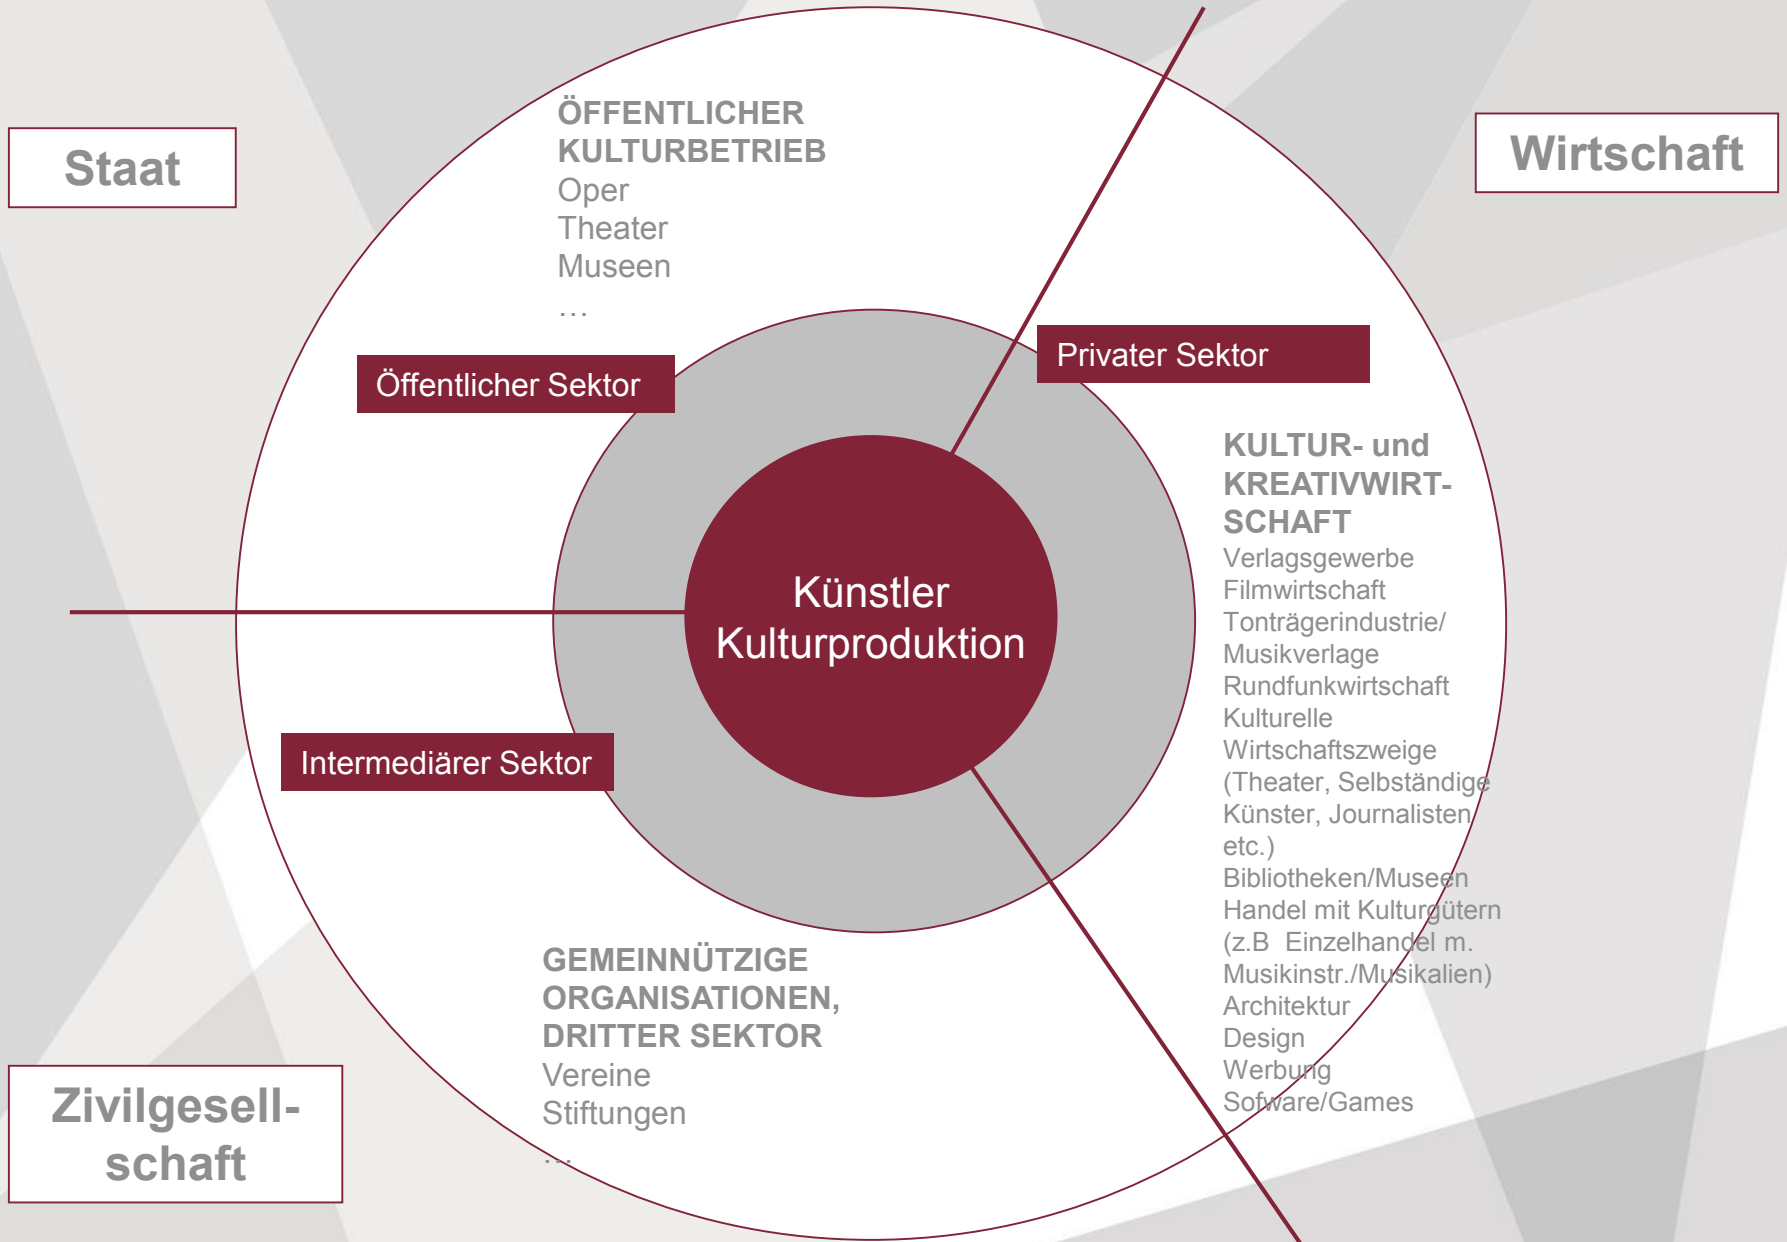 Staat
ÖFFENTLICHER
KULTURBETRIEB
Oper
Theater
Museen
…
Wirtschaft
Öffentlicher Sektor
Privater Sektor
KULTUR- und
KREATIVWIRT-
SCHAFT
Verlagsgewerbe
Filmwirtschaft
Tonträgerindustrie/
Musikverlage
Rundfunkwirtschaft
Kulturelle
Wirtschaftszweige
(Theater, Selbständige
Künster, Journalisten
etc.)
Bibliotheken/Museen
Handel mit Kulturgütern
(z.B Einzelhandel m.
Musikinstr./Musikalien)
Architektur
Design
Werbung
Sofware/Games
Künstler
Kulturproduktion
Intermediärer Sektor
GEMEINNÜTZIGE
ORGANISATIONEN,
DRITTER SEKTOR
Vereine
Stiftungen
…
Zivilgesell-
schaft